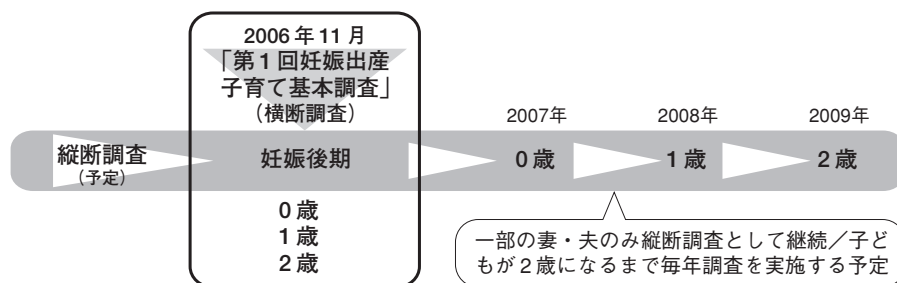 2006年11月
「第1回妊娠出産
子育て基本調査」
(横断調査)
2007年
2008年
2009年
縦断調査
(予定)
妊娠後期
0歳
1歳
2歳
0歳
1歳
2歳
一部の妻・夫のみ縦断調査として継続／子ど
もが2歳になるまで毎年調査を実施する予定